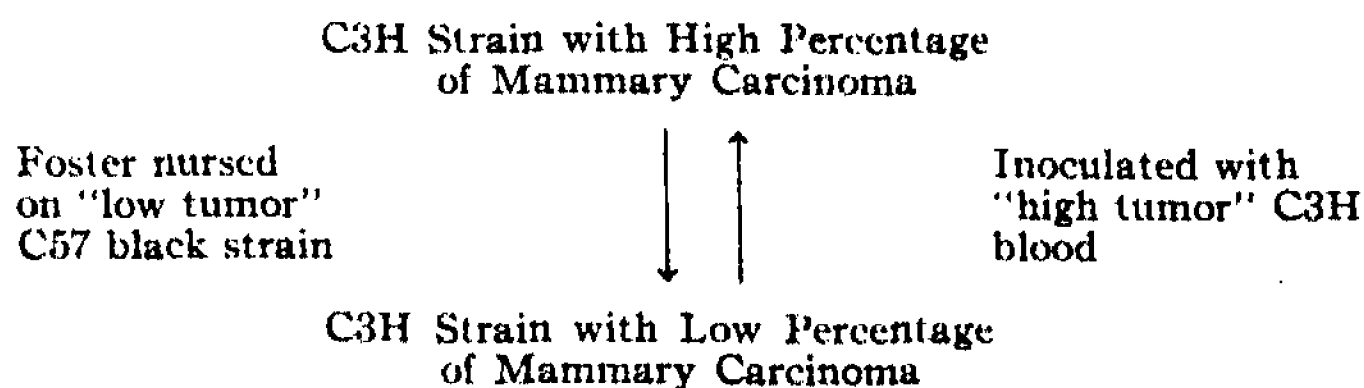 C3H Strain with High Percentage
of Mammary Carcinoma
Foster nursed
on "low tumor"
C57 black strain
Inoculated with
"high tumor" C3H
blood
C3H Strain with Low Percentage
of Mammary Carcinoma